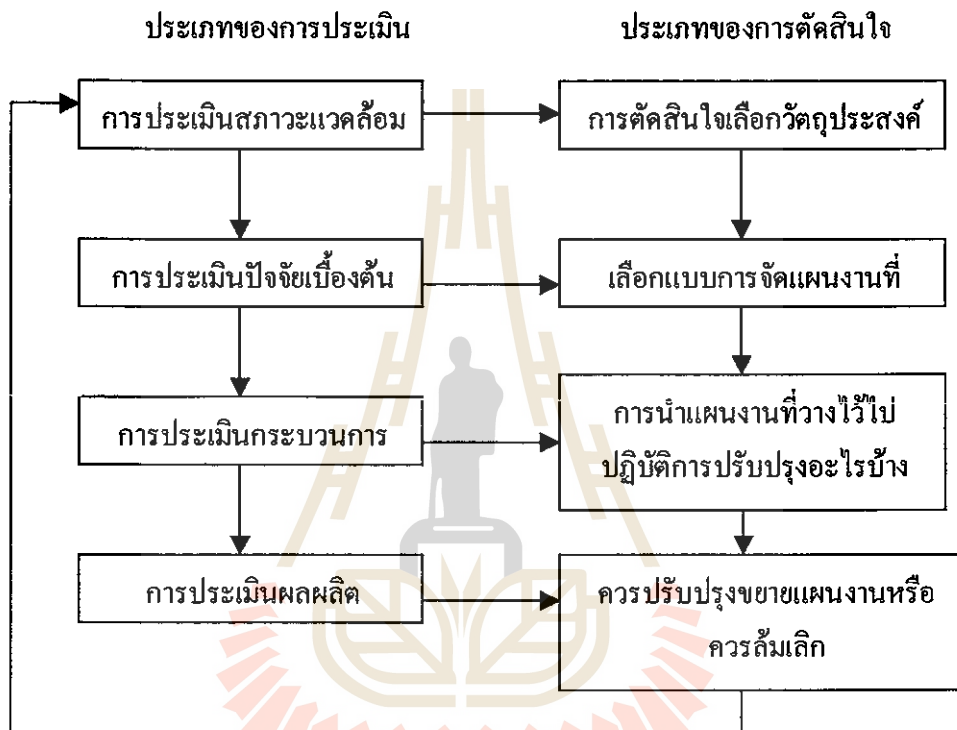 ประเภทของการประเมิน
ประเภทของการตัดสินใจ
การประเมินสภาวะแวดล้อม
การตัดสินใจเลือกวัตถุประสงค์
การประเมินปัจจัยเบื้องต้น
เลือกแบบการจัดแผนงานที่
การประเมินกระบวนการ
การนำแผนงานที่วางไว้ไป
ปฏิบัติการปรับปรุงอะไรบ้าง
การประเมินผลผลิต
ควรปรับปรุงขยายแผนงานหรือ
ควรล้มเลิก